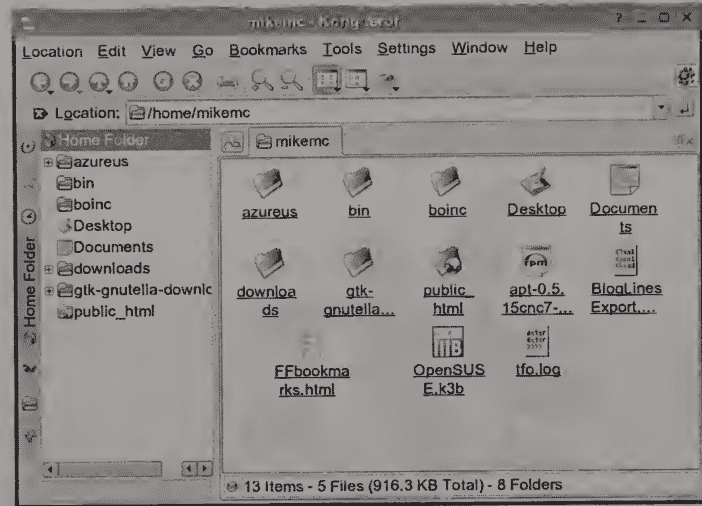 mikemc - Konqueror
Location Edit View Go Bookmarks Tools Settings Window Help
Location: /home/mikemc
Home Folder
azureus
bin
boinc
Desktop
Documents
downloads
gtk-gnutella-downlc
public_html
Home Folder
mikemc
azureus
bin
boinc
Desktop
Documen
ts
downloa
ds
gtk-
gnutella...
public_
html
apt-0.5.
15cnc7-...
BlogLines
Export....
FFbookma
rks.html
OpenSUS
E.k3b
tfo.log
13 Items - 5 Files (916.3 KB Total) - 8 Folders